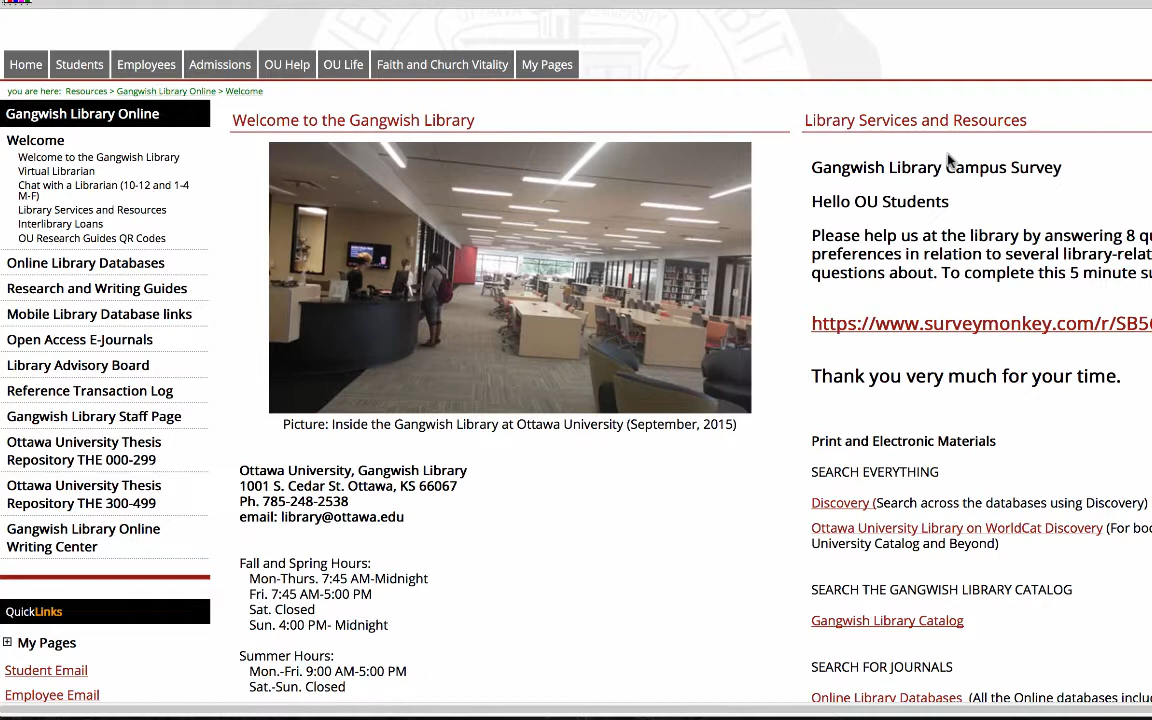 Home Students Employees Admissions OU Help OU Life Faith and Church Vitality My Pages
you are here: Resources > Gangwish Library Online > Welcome
Gangwish Library Online
Welcome
Welcome to the Gangwish Library
Virtual Librarian
Chat with a Librarian (10-12 and 1-4
M-F)
Library Services and Resources
Interlibrary Loans
OU Research Guides QR Codes
Online Library Databases
Research and Writing Guides
Mobile Library Database links
Open Access E-Journals
Library Advisory Board
Reference Transaction Log
Gangwish Library Staff Page
Ottawa University Thesis
Repository THE 000-299
Ottawa University Thesis
Repository THE 300-499
Gangwish Library Online
Writing Center
QuickLinks
My Pages
Student Email
Employee Email
Welcome to the Gangwish Library
Picture: Inside the Gangwish Library at Ottawa University (September, 2015)
Ottawa University, Gangwish Library
1001 S. Cedar St. Ottawa, KS 66067
Ph. 785-248-2538
email: library@ottawa.edu
Fall and Spring Hours:
Mon-Thurs. 7:45 AM-Midnight
Fri. 7:45 AM-5:00 PM
Sat. Closed
Sun. 4:00 PM- Midnight
Summer Hours:
Mon.-Fri. 9:00 AM-5:00 PM
Sat.-Sun. Closed
Library Services and Resources
Gangwish Library Campus Survey
Hello OU Students
Please help us at the library by answering 8 qu
preferences in relation to several library-relat
questions about. To complete this 5 minute su
https://www.surveymonkey.com/r/SB5
Thank you very much for your time.
Print and Electronic Materials
SEARCH EVERYTHING
Discovery (Search across the databases using Discovery)
Ottawa University Library on WorldCat Discovery (For boo
University Catalog and Beyond)
SEARCH THE GANGWISH LIBRARY CATALOG
Gangwish Library Catalog
SEARCH FOR JOURNALS
Online Library Databases (All the Online databases inclu